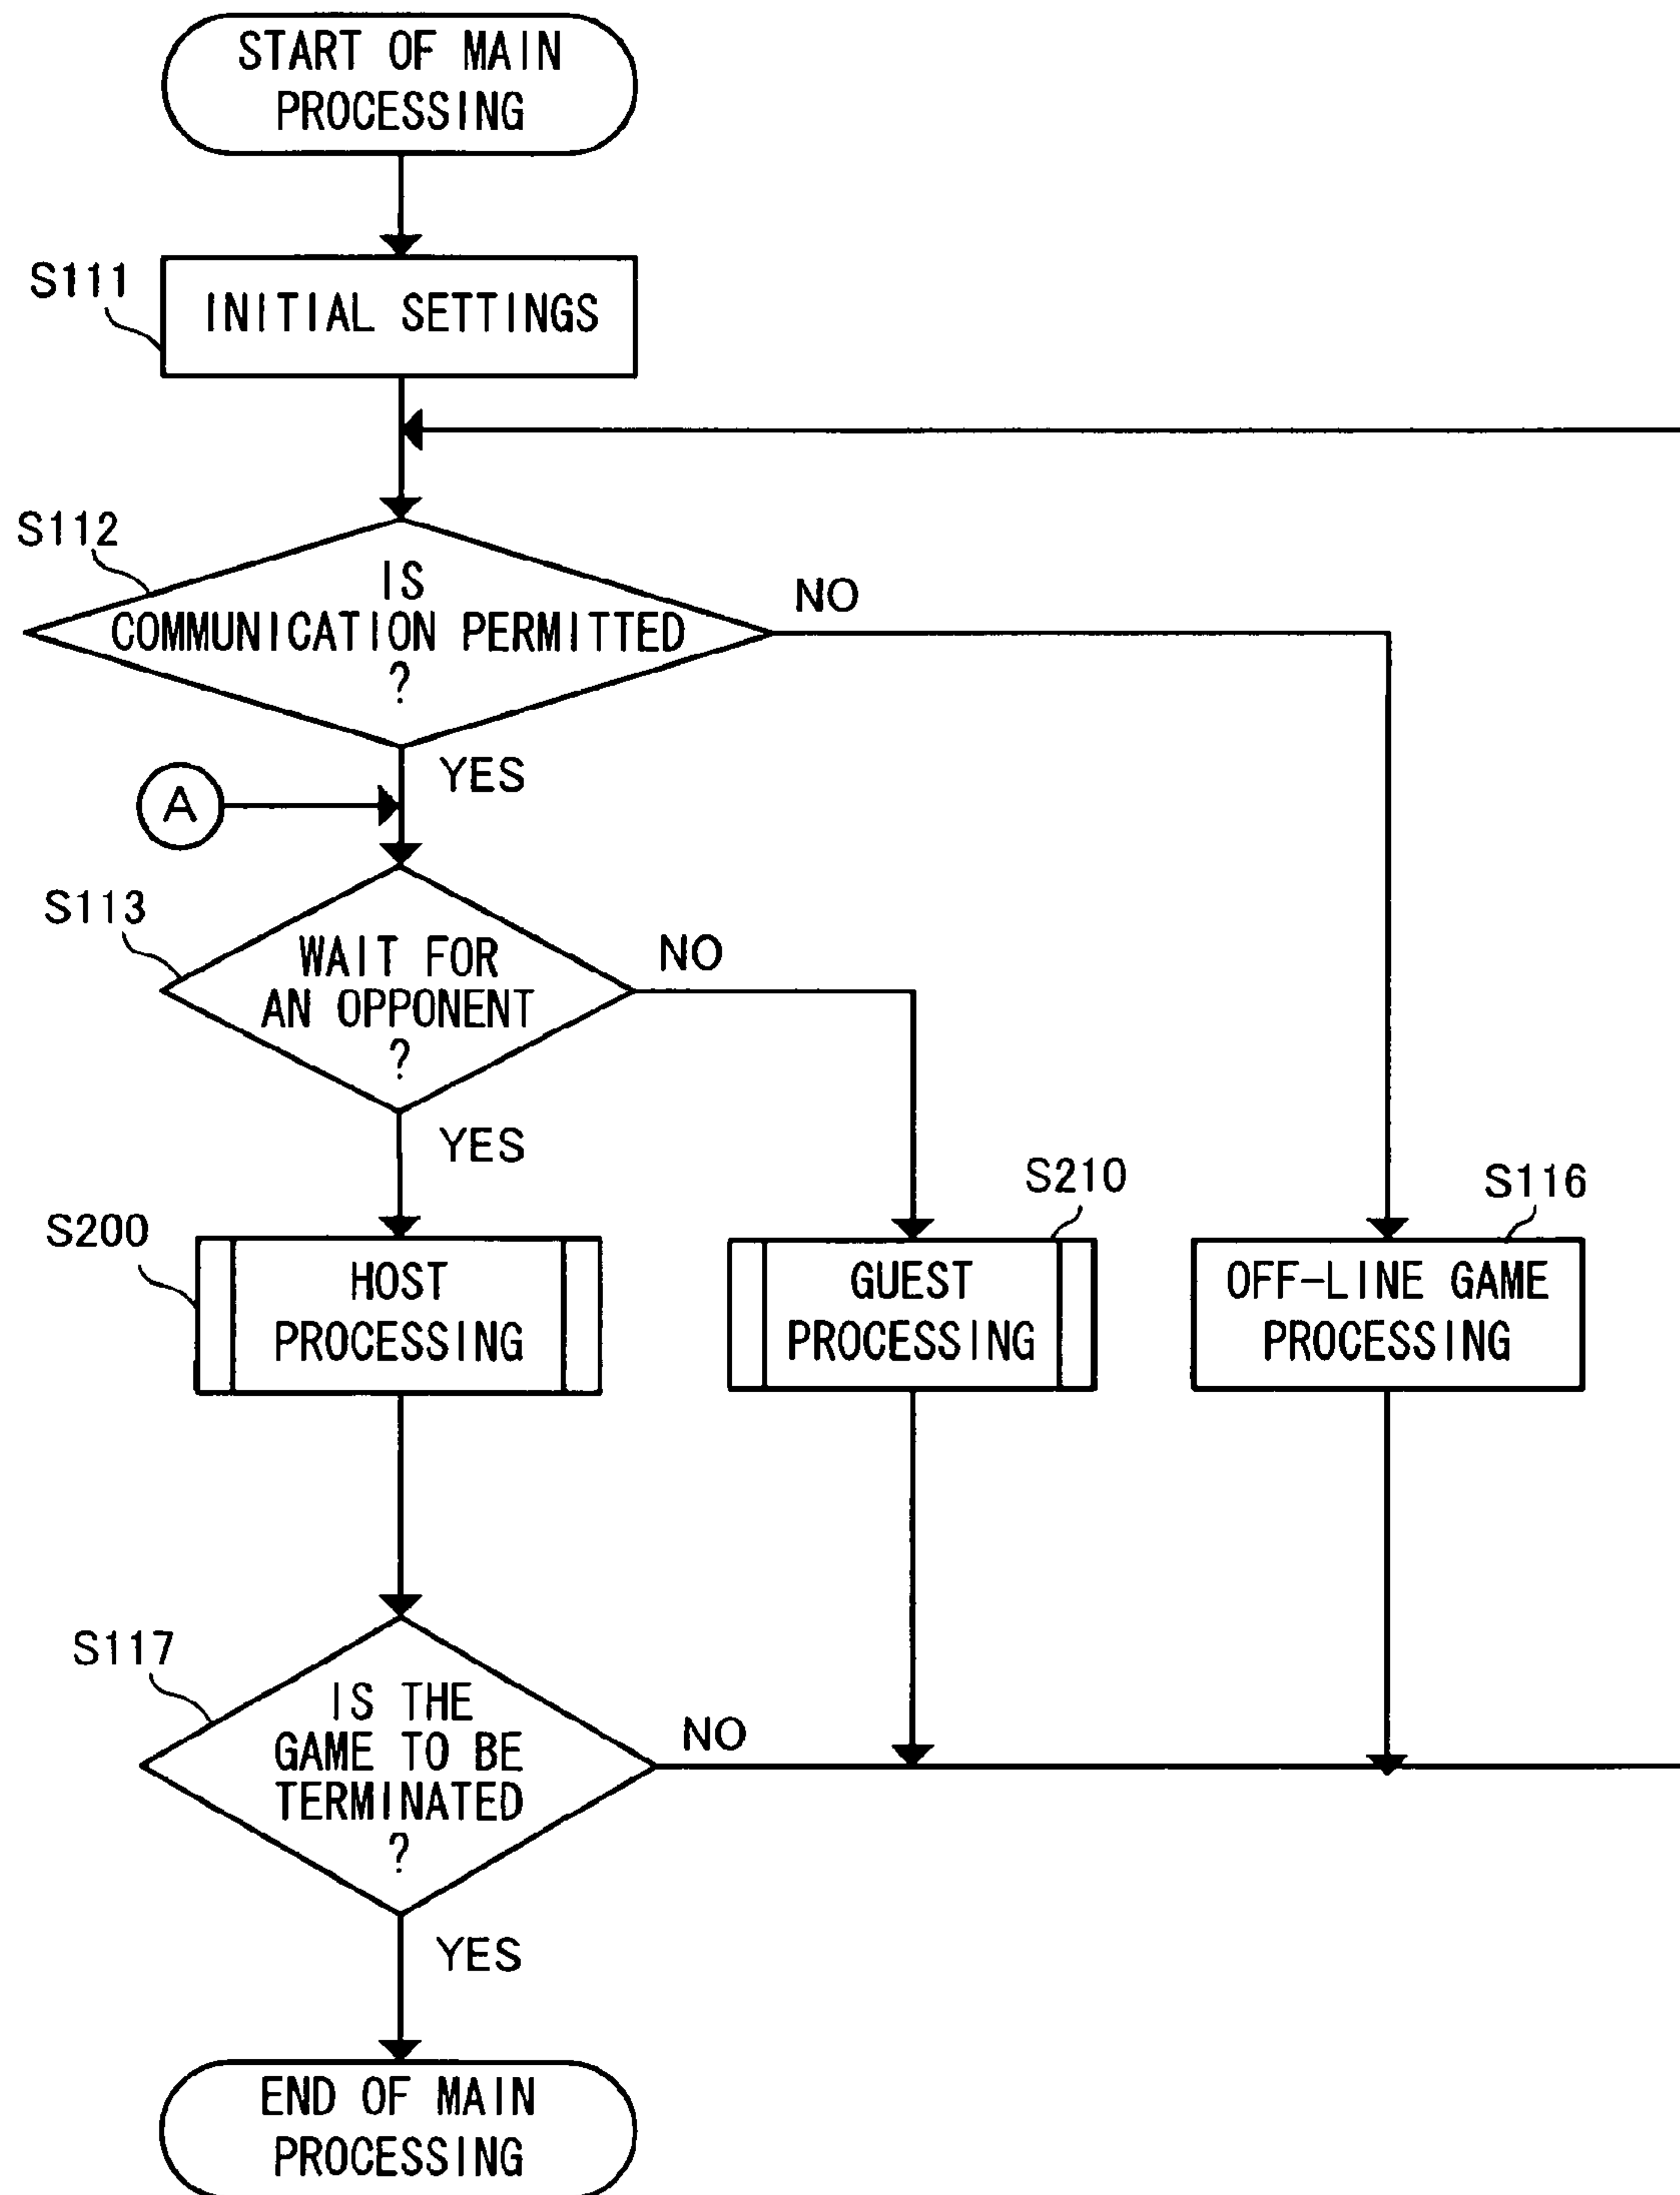 START OF MAIN
PROCESSING
S111
INITIAL SETTINGS
S112
IS
COMMUNICATION PERMITTED
?
NO
YES
A
S113
WAIT FOR
AN OPPONENT
?
NO
YES
S200
HOST
PROCESSING
S210
GUEST
PROCESSING
S116
OFF-LINE GAME
PROCESSING
S117
IS THE
GAME TO BE
TERMINATED
?
NO
YES
END OF MAIN
PROCESSING